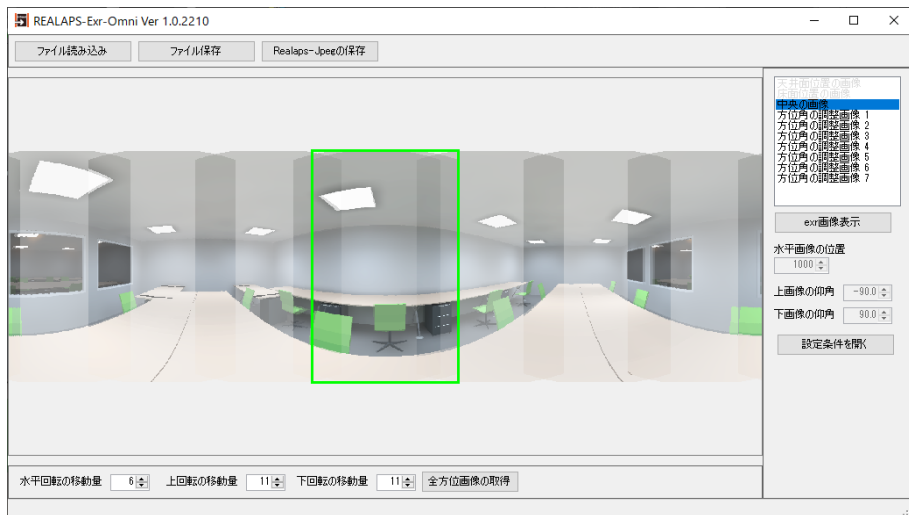 REALAPS-Exr-Omni Ver 1.0.2210
ファイル読み込み
ファイル保存
Realaps-Jpegの保存
天井面位置の画像
床面位置の画像
中央の画像
方位角の調整画像 1
方位角の調整画像 2
方位角の調整画像 3
方位角の調整画像 4
方位角の調整画像 5
方位角の調整画像 6
方位角の調整画像 7
exr画像表示
水平画像の位置
1000
上画像の仰角 -90.0
下画像の仰角 90.0
設定条件を開く
水平回転の移動量 6 上回転の移動量 11 下回転の移動量 11 全方位画像の取得